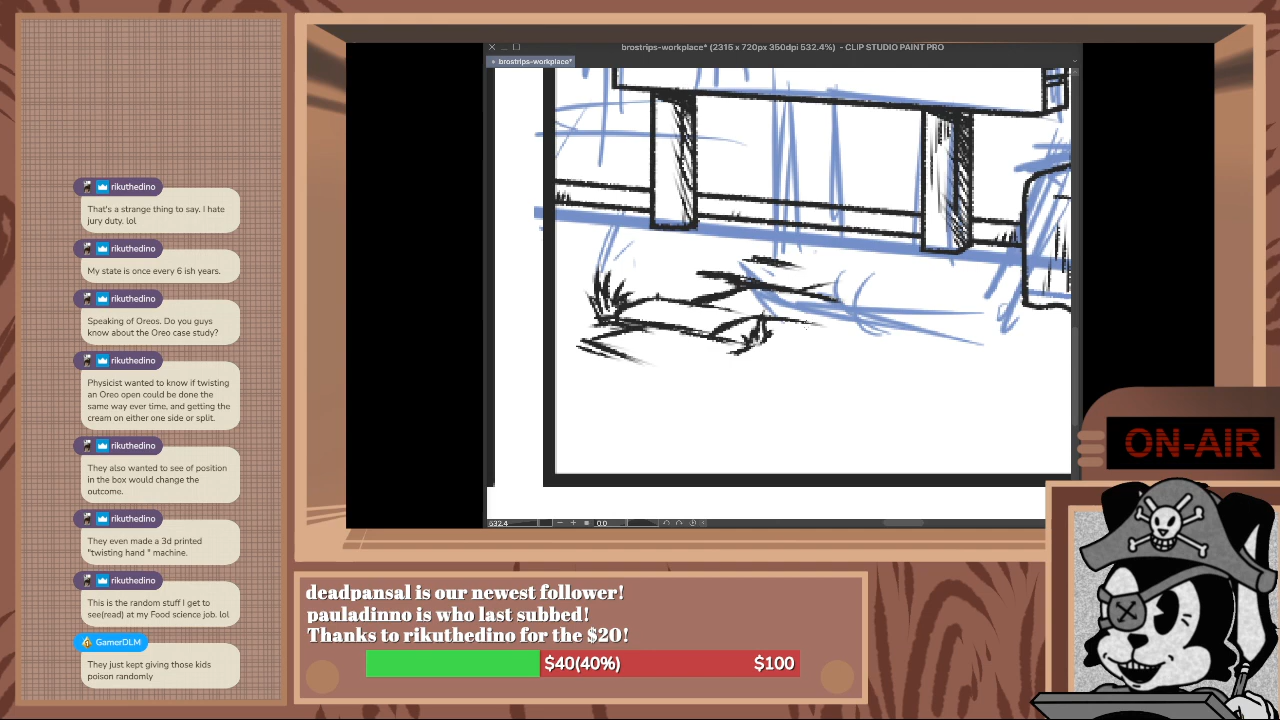 rikuthedino
That's a strange thing to say. I hate
jury duty. lol
rikuthedino
My state is once every 6 ish years.
rikuthedino
Speaking of Oreos. Do you guys
know about the Oreo case study?
rikuthedino
Physicist wanted to know if twisting
an Oreo open could be done the
same way ever time, and getting the
cream on either one side or split.
rikuthedino
They also wanted to see of position
in the box would change the
outcome.
rikuthedino
They even made a 3d printed
"twisting hand " machine.
rikuthedino
This is the random stuff I get to
see(read) at my Food science job. lol
GamerDLM
They just kept giving those kids
poison randomly
brostrips-workplace* (2315 x 720px 350dpi 532.4%) - CLIP STUDIO PAINT PRO
brostrips-workplace*
532.4
0.0
ON-AIR
deadpansal is our newest follower!
pauladinno is who last subbed!
Thanks to rikuthedino for the $20!
$40(40%) $100